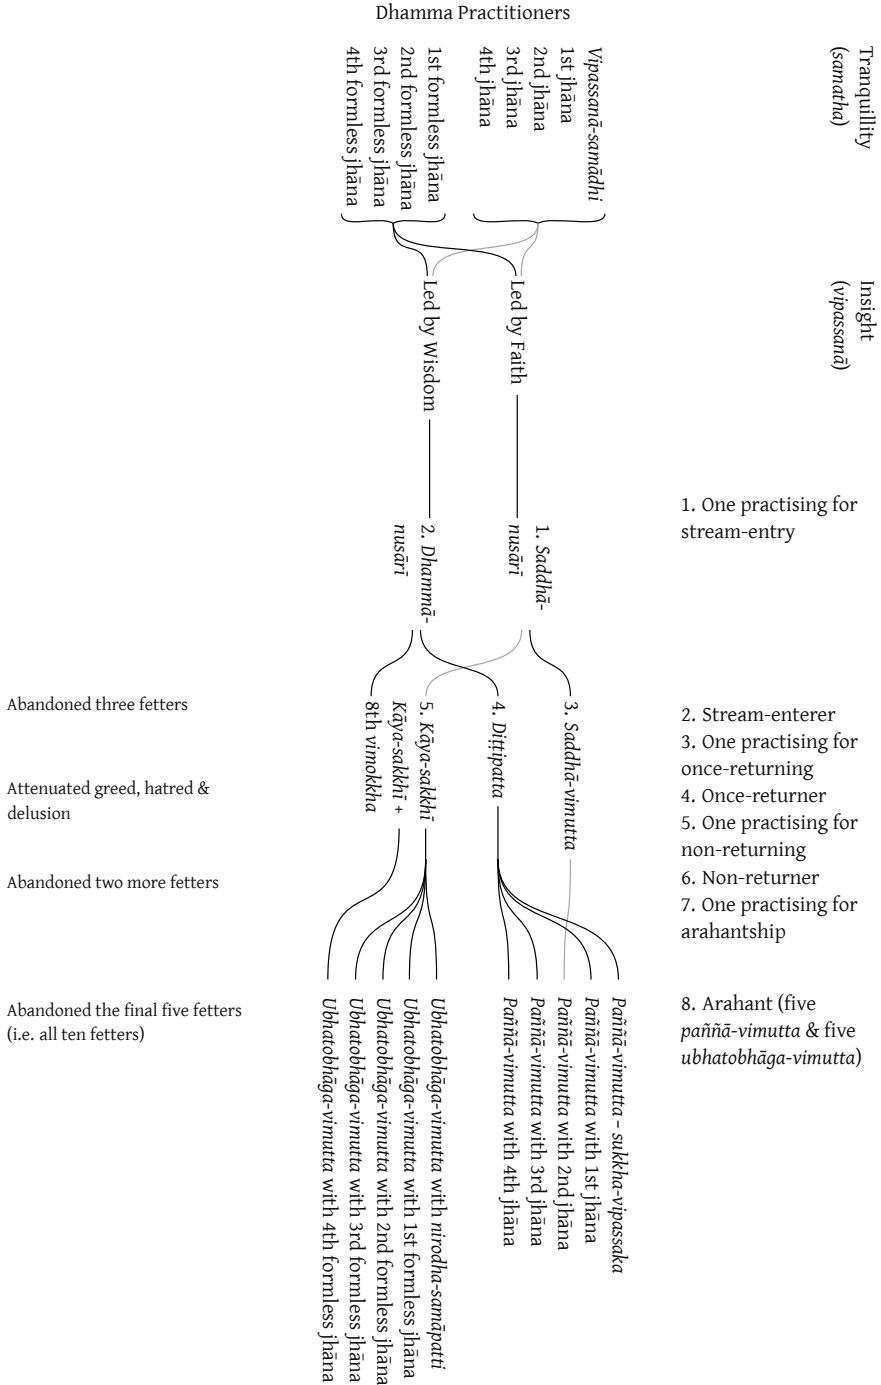 Dhamma Practitioners
Tranquillity
(samatha)
Vipassanā-samādhi
1st jhāna
2nd jhāna
3rd jhāna
4th jhāna
1st formless jhāna
2nd formless jhāna
3rd formless jhāna
4th formless jhāna
Insight
(vipassanā)
Led by Faith
Led by Wisdom
1. One practising for
stream-entry
1. Saddhā-
nusārī
2. Dhammā-
nusārī
2. Stream-enterer
3. One practising for
once-returning
4. Once-returner
5. One practising for
non-returning
6. Non-returner
7. One practising for
arahantship
3. Saddhā-vimutta
4. Diṭṭipatta
5. Kāya-sakkhī
Kāya-sakkhī +
8th vimokkha
Abandoned three fetters
Attenuated greed, hatred &
delusion
Abandoned two more fetters
8. Arahant (five
paññā-vimutta & five
ubhatobhāga-vimutta)
Paññā-vimutta – sukkha-vipassaka
Paññā-vimutta with 1st jhāna
Paññā-vimutta with 2nd jhāna
Paññā-vimutta with 3rd jhāna
Paññā-vimutta with 4th jhāna
Ubhatobhāga-vimutta with nirodha-samāpatti
Ubhatobhāga-vimutta with 1st formless jhāna
Ubhatobhāga-vimutta with 2nd formless jhāna
Ubhatobhāga-vimutta with 3rd formless jhāna
Ubhatobhāga-vimutta with 4th formless jhāna
Abandoned the final five fetters
(i.e. all ten fetters)